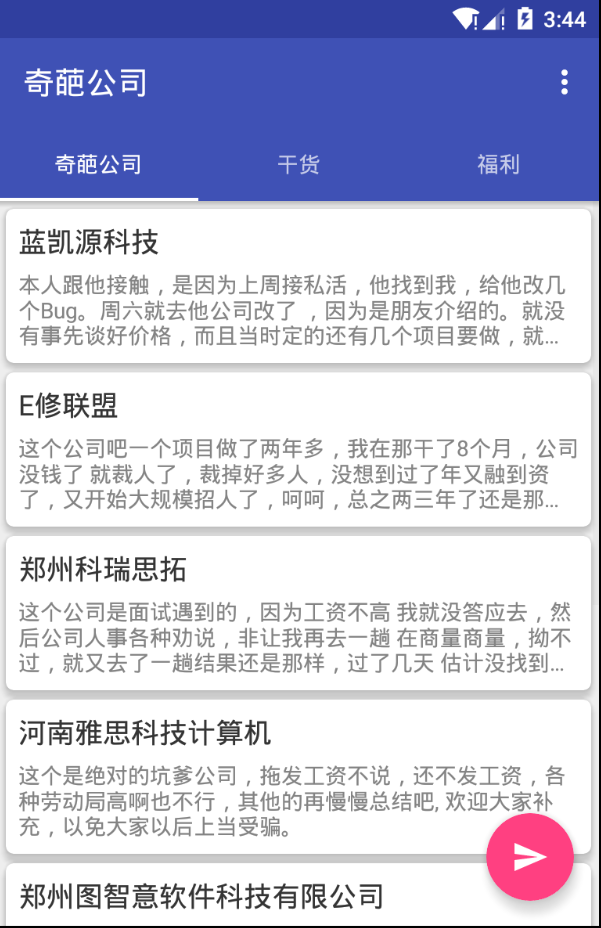 3:44
奇葩公司
奇葩公司 干货 福利
蓝凯源科技
本人跟他接触，是因为上周接私活，他找到我，给他改几
个Bug。周六就去他公司改了 ，因为是朋友介绍的。就没
有事先谈好价格，而且当时定的还有几个项目要做，就...
E修联盟
这个公司吧一个项目做了两年多，我在那干了8个月，公司
没钱了 就裁人了，裁掉好多人，没想到过了年又融到资
了，又开始大规模招人了，呵呵，总之两三年了还是那...
郑州科瑞思拓
这个公司是面试遇到的，因为工资不高 我就没答应去，然
后公司人事各种劝说，非让我再去一趟 在商量商量，拗不
过，就又去了一趟结果还是那样，过了几天 估计没找到...
河南雅思科技计算机
这个是绝对的坑爹公司，拖发工资不说，还不发工资，各
种劳动局高啊也不行，其他的再慢慢总结吧, 欢迎大家补
充，以免大家以后上当受骗。
郑州图智意软件科技有限公司